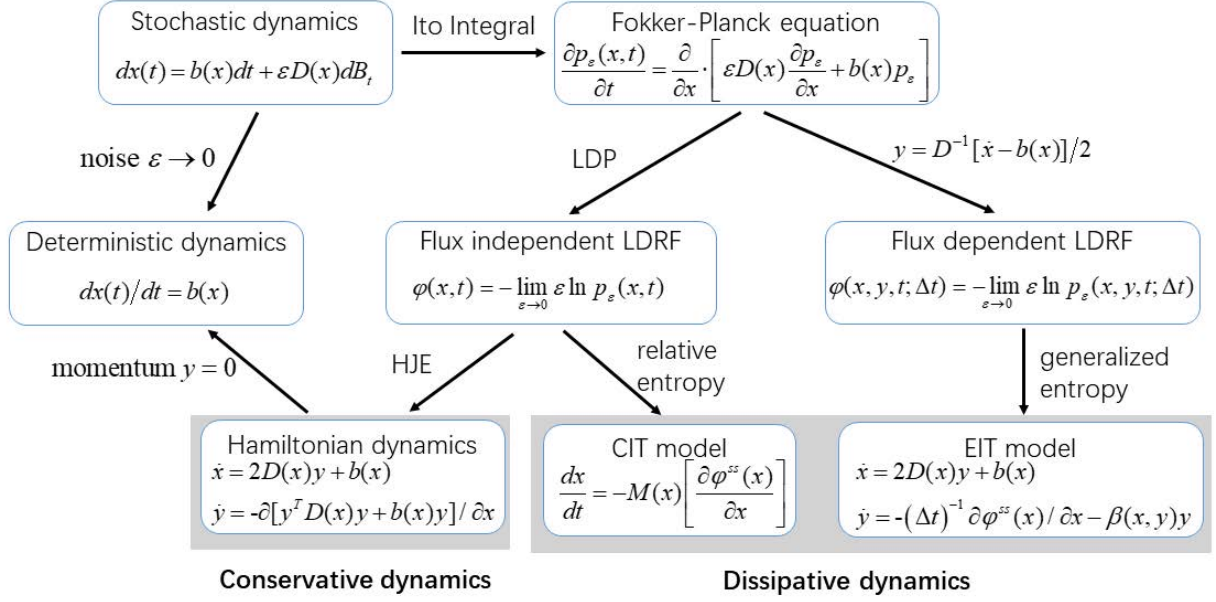 Stochastic dynamics
dx(t) = b(x)dt + εD(x)dB_t
Ito Integral
Fokker-Planck equation
∂p_ε(x,t)/∂t = ∂/∂x · [εD(x) ∂p_ε/∂x + b(x)p_ε]
noise ε → 0
LDP
y = D⁻¹[ẋ − b(x)]/2
Deterministic dynamics
dx(t)/dt = b(x)
Flux independent LDRF
φ(x,t) = − lim_{ε→0} ε ln p_ε(x,t)
Flux dependent LDRF
φ(x, y, t; Δt) = − lim_{ε→0} ε ln p_ε(x, y, t; Δt)
momentum y = 0
HJE
relative
entropy
generalized
entropy
Hamiltonian dynamics
ẋ = 2D(x)y + b(x)
ẏ = -∂[yᵀD(x)y + b(x)y]/∂x
CIT model
dx/dt = −M(x)[∂φ^{ss}(x)/∂x]
EIT model
ẋ = 2D(x)y + b(x)
ẏ = -(Δt)⁻¹ ∂φ^{ss}(x)/∂x − β(x, y)y
Conservative dynamics
Dissipative dynamics